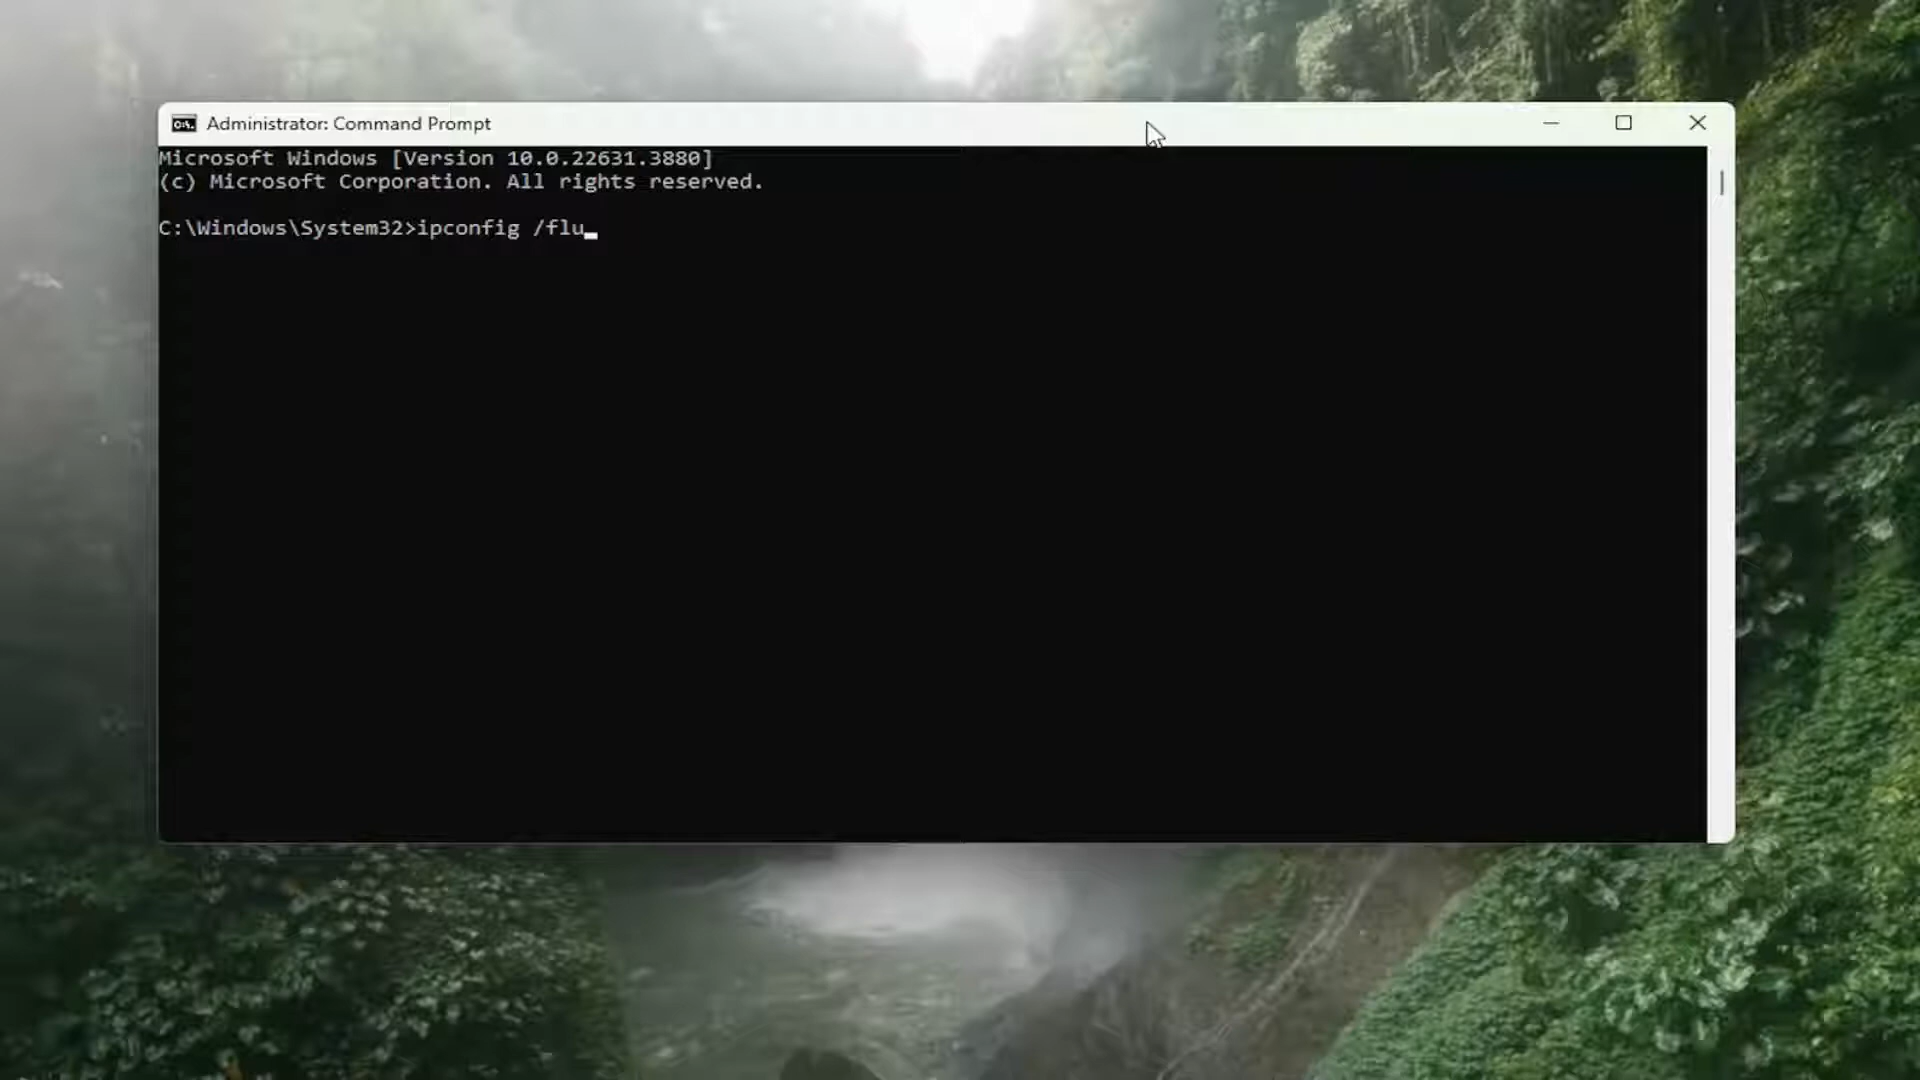 Administrator: Command Prompt
Microsoft Windows [Version 10.0.22631.3880]
(c) Microsoft Corporation. All rights reserved.
C:\Windows\System32>ipconfig /flu